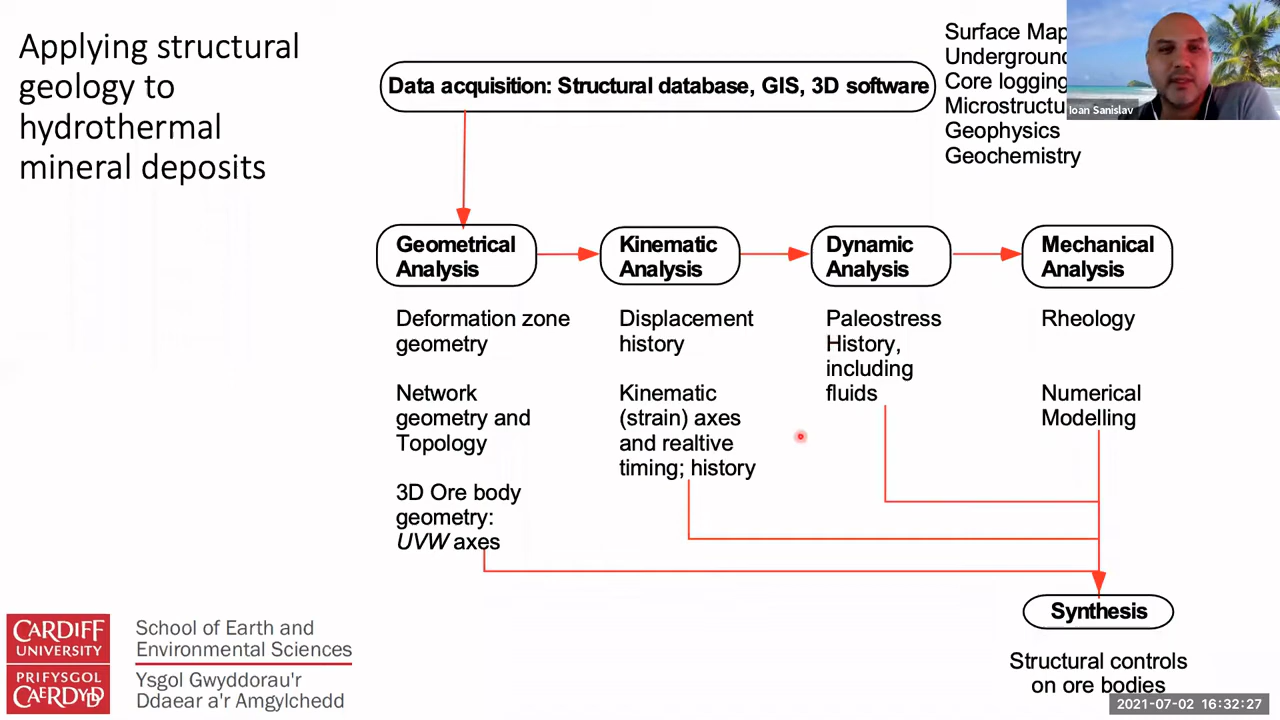 Applying structural
geology to
hydrothermal
mineral deposits
Data acquisition: Structural database, GIS, 3D software
Surface Map
Underground
Core logging
Microstructu
Geophysics
Geochemistry
Ioan Sanislav
Geometrical
Analysis
Kinematic
Analysis
Dynamic
Analysis
Mechanical
Analysis
Deformation zone
geometry
Network
geometry and
Topology
3D Ore body
geometry:
UVW axes
Displacement
history
Kinematic
(strain) axes
and realtive
timing; history
Paleostress
History,
including
fluids
Rheology
Numerical
Modelling
Synthesis
Structural controls
on ore bodies
CARDIFF
UNIVERSITY
PRIFYSGOL
CAERDYDD
School of Earth and
Environmental Sciences
Ysgol Gwyddorau'r
Ddaear a'r Amgylchedd
2021-07-02 16:32:27